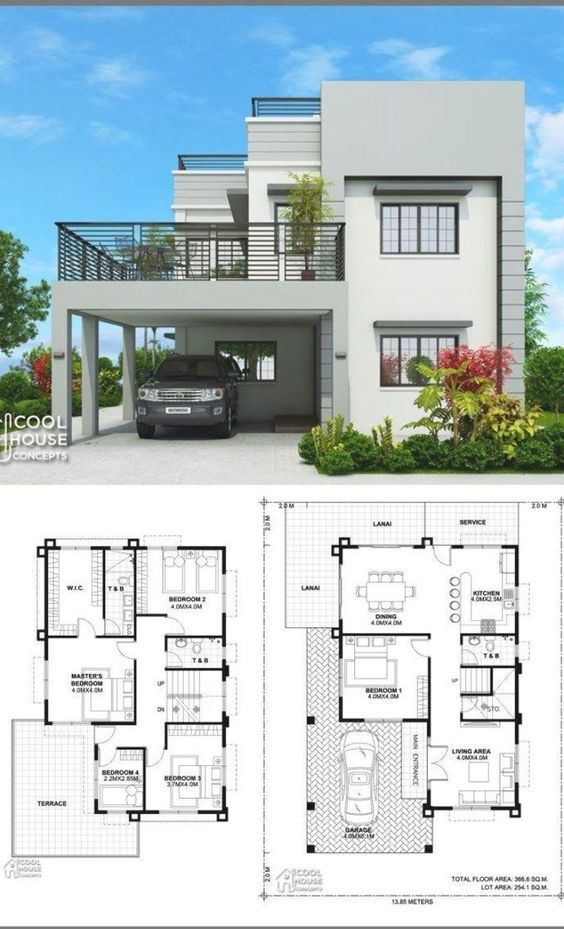 COOL
HOUSE
CONCEPTS
2.0 M
LANAI
SERVICE
2.0 M
2.0 M
W.I.C.
T & B
BEDROOM 2
4.0MX4.0M
LANAI
DINING
4.0MX4.0M
KITCHEN
4.0MX2.5M
T & B
T & B
MASTER'S
BEDROOM
4.0MX4.0M
UP
DN
BEDROOM 1
4.0MX4.0M
UP
STO.
TERRACE
BEDROOM 4
2.2MX2.85M
BEDROOM 3
3.7MX4.0M
MAIN ENTRANCE
LIVING AREA
4.0MX4.0M
GARAGE
COOL
HOUSE
CONCEPTS
2.0 M
COOL
HOUSE
CONCEPTS
TOTAL FLOOR AREA: 366.6 SQ.M.
LOT AREA: 254.1 SQ.M.
13.85 METERS